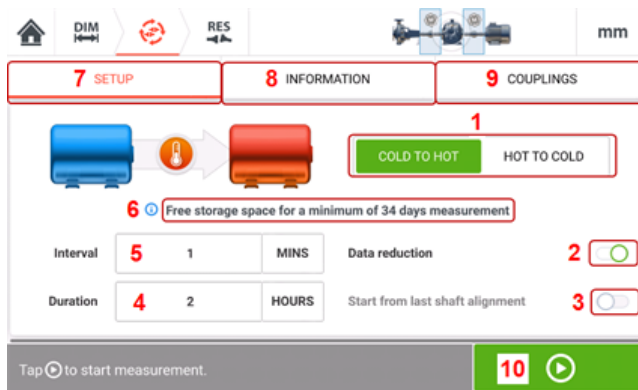 DIM
RES
mm
7 SETUP
8 INFORMATION
9 COUPLINGS
1
COLD TO HOT
HOT TO COLD
6 Free storage space for a minimum of 34 days measurement
Interval 5 1 MINS
Data reduction 2
Duration 4 2 HOURS
Start from last shaft alignment 3
Tap to start measurement.
10